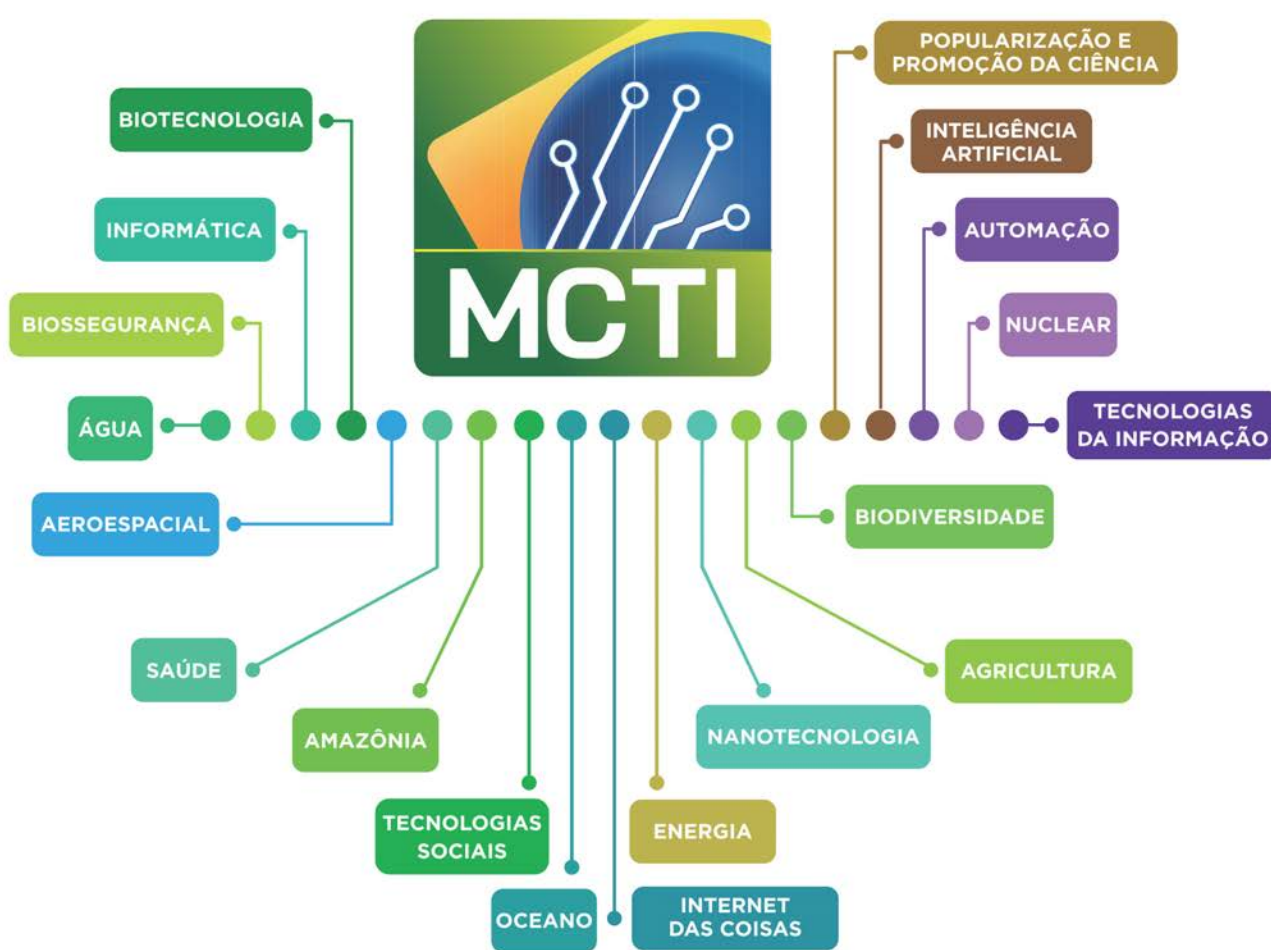 POPULARIZAÇÃO E
PROMOÇÃO DA CIÊNCIA
BIOTECNOLOGIA
INTELIGÊNCIA
ARTIFICIAL
INFORMÁTICA
AUTOMAÇÃO
MCTI
BIOSSEGURANÇA
NUCLEAR
ÁGUA
TECNOLOGIAS
DA INFORMAÇÃO
AEROESPACIAL
BIODIVERSIDADE
SAÚDE
AGRICULTURA
AMAZÔNIA
NANOTECNOLOGIA
TECNOLOGIAS
SOCIAIS
ENERGIA
OCEANO
INTERNET
DAS COISAS